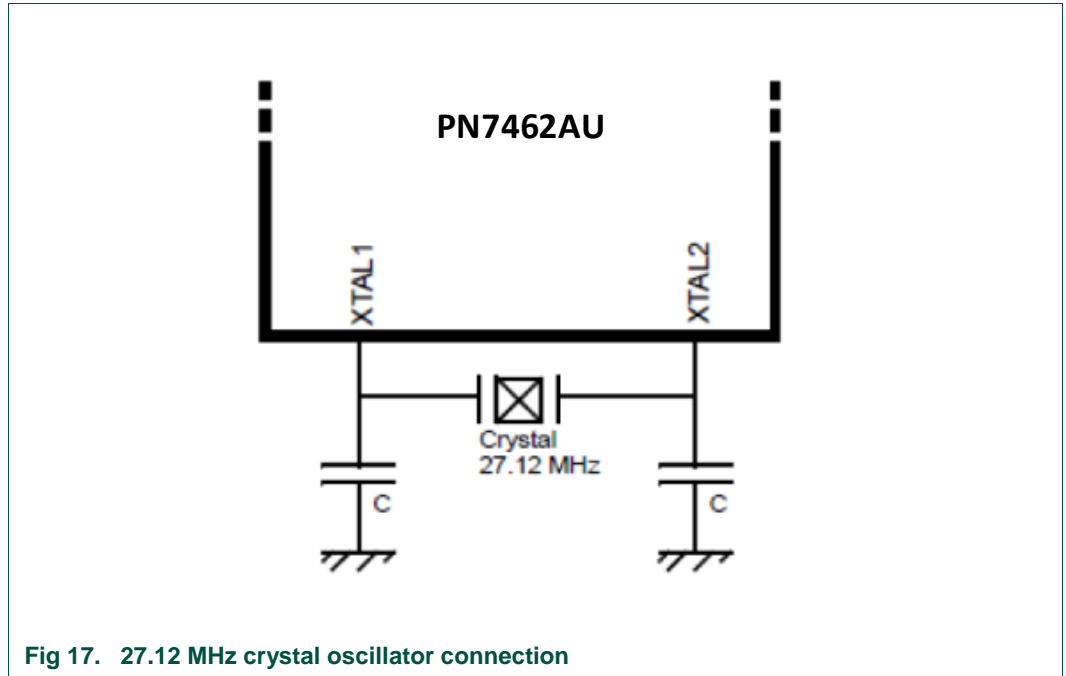 PN7462AU
XTAL1
XTAL2
Crystal
27.12 MHz
C
C
Fig 17. 27.12 MHz crystal oscillator connection